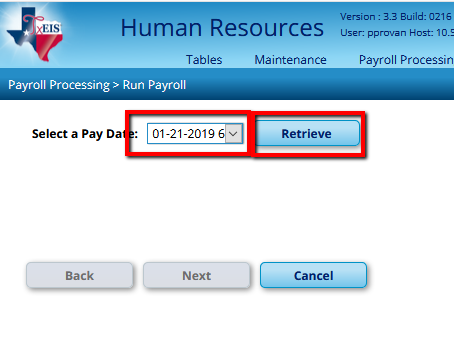 TxEIS
Human Resources
Version : 3.3 Build: 0216
User: pprovan Host: 10.5
Tables Maintenance Payroll Processin
Payroll Processing > Run Payroll
Select a Pay Date: 01-21-2019 6 Retrieve
Back Next Cancel